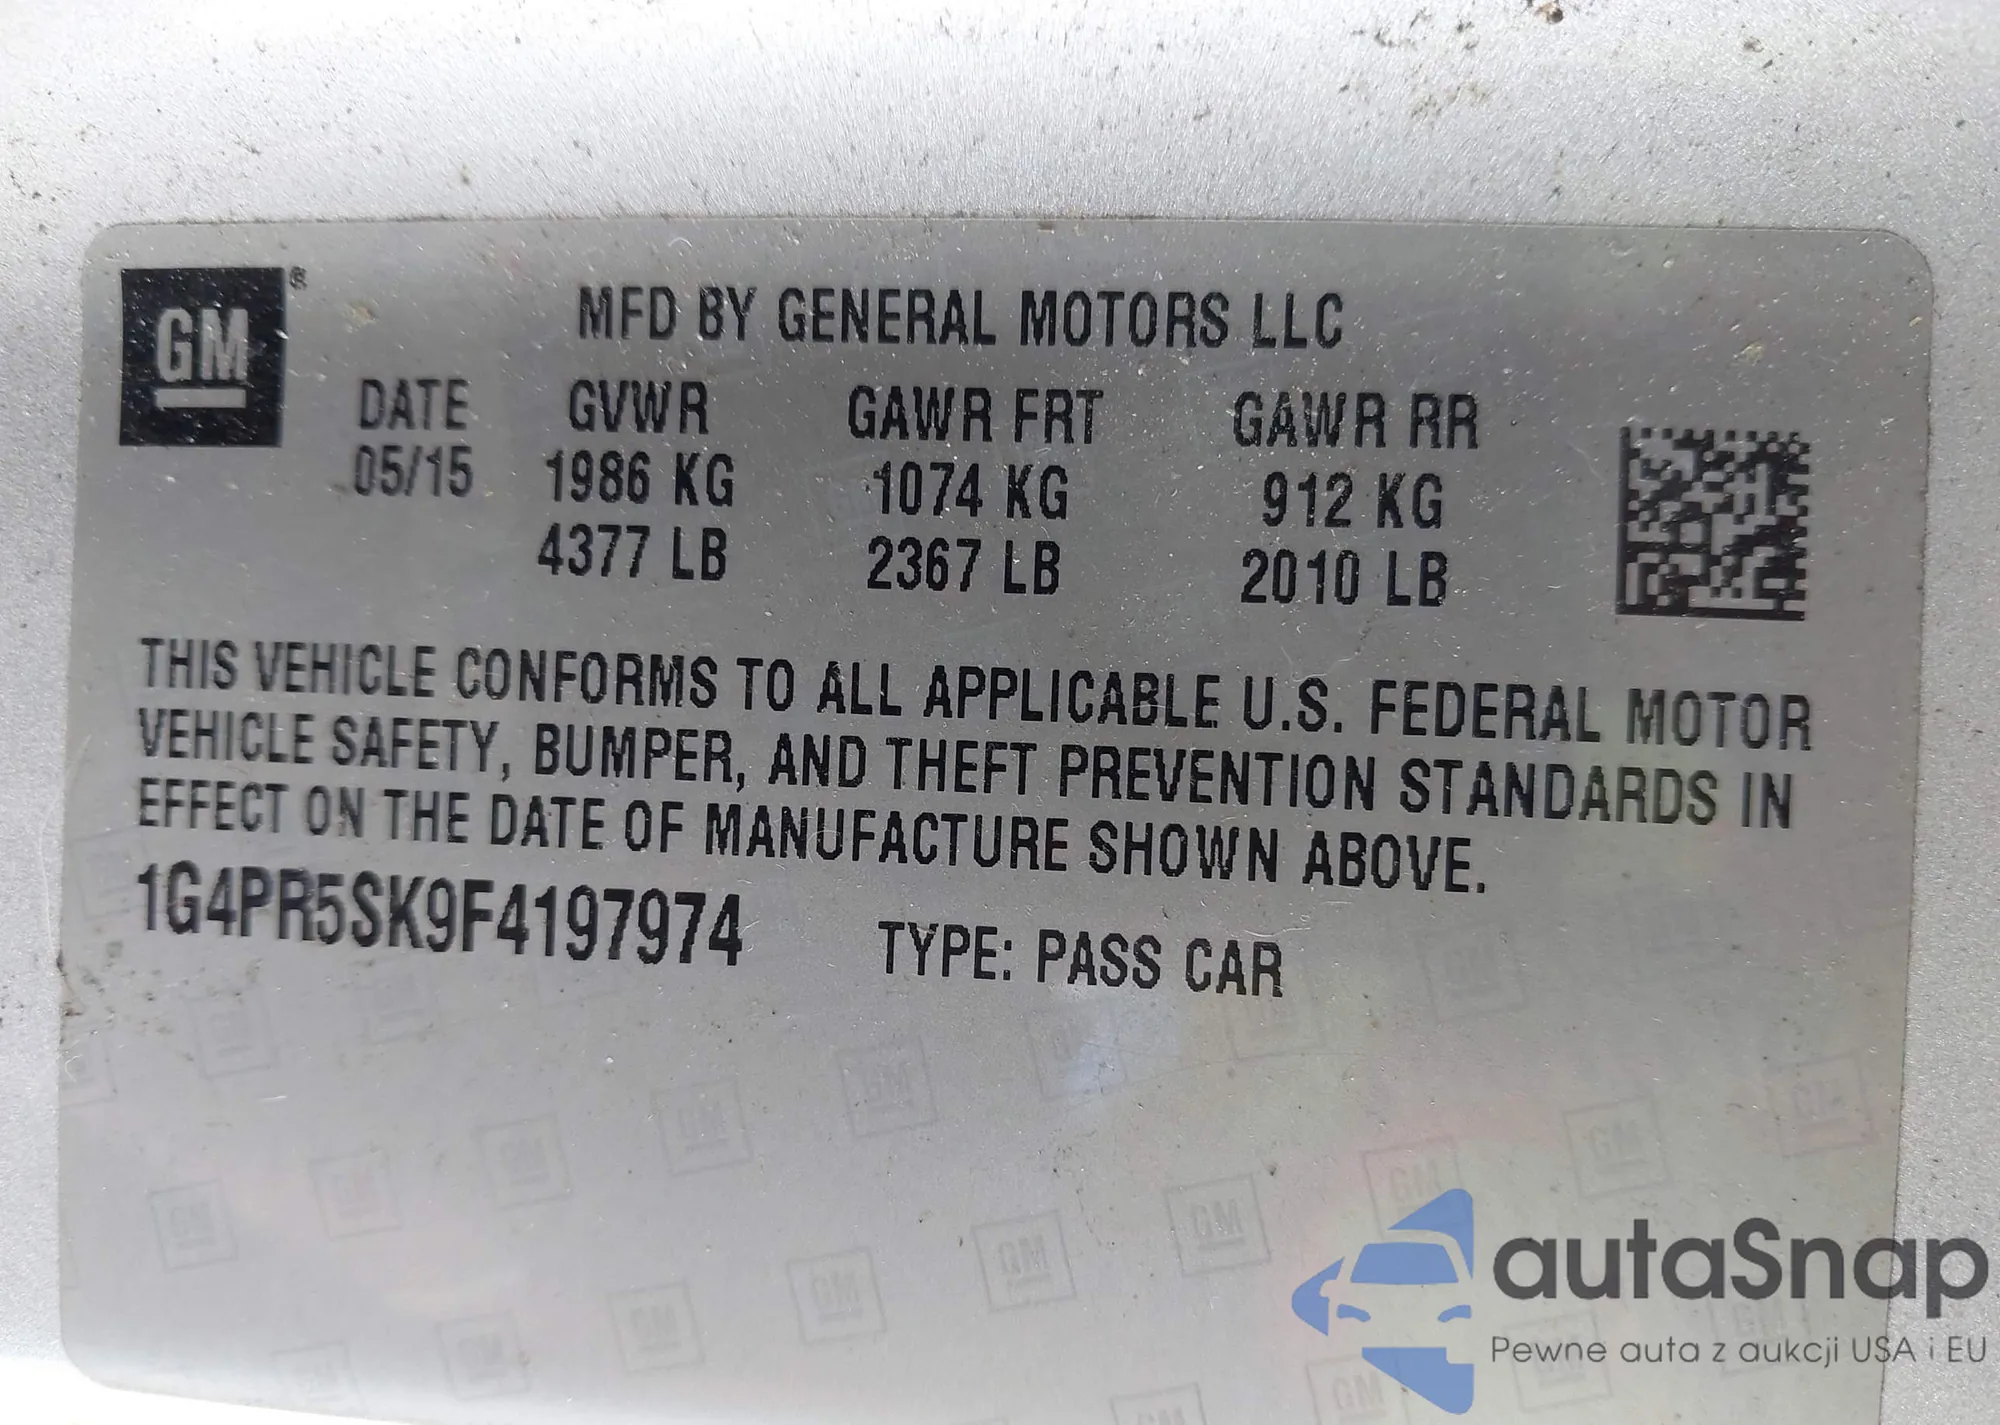 GM®
MFD BY GENERAL MOTORS LLC
DATE GVWR GAWR FRT GAWR RR
05/15 1986 KG 1074 KG 912 KG
4377 LB 2367 LB 2010 LB
THIS VEHICLE CONFORMS TO ALL APPLICABLE U.S. FEDERAL MOTOR
VEHICLE SAFETY, BUMPER, AND THEFT PREVENTION STANDARDS IN
EFFECT ON THE DATE OF MANUFACTURE SHOWN ABOVE.
1G4PR5SK9F4197974 TYPE: PASS CAR
autaSnap
Pewne auta z aukcji USA i EU